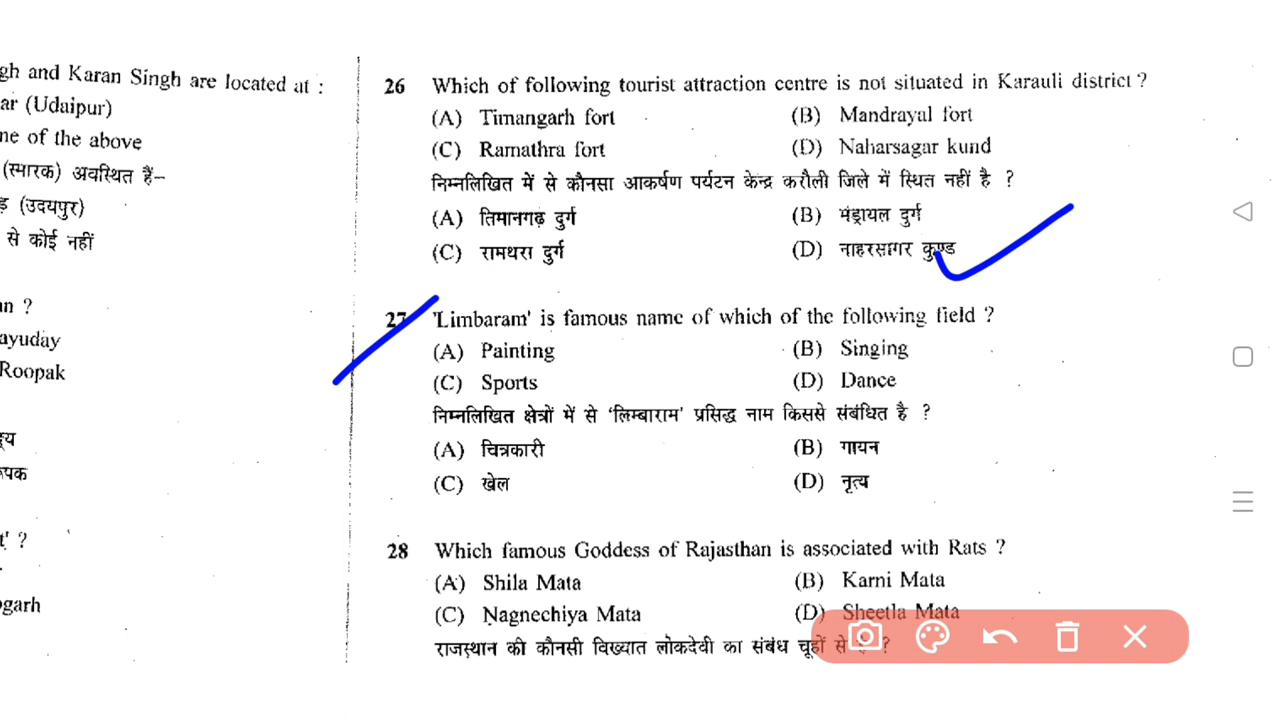 gh and Karan Singh are located at :
ar (Udaipur)
ne of the above
(स्मारक) अवस्थित हैं–
ड़ (उदयपुर)
से कोई नहीं
an ?
ayuday
Roopak
रूपक
t' ?
garh
26 Which of following tourist attraction centre is not situated in Karauli district ?
(A) Timangarh fort (B) Mandrayal fort
(C) Ramathra fort (D) Naharsagar kund
निम्नलिखित में से कौनसा आकर्षण पर्यटन केन्द्र करौली जिले में स्थित नहीं है ?
(A) तिमानगढ़ दुर्ग (B) मंड्रायल दुर्ग
(C) रामथरा दुर्ग (D) नाहरसागर कुण्ड
27 'Limbaram' is famous name of which of the following field ?
(A) Painting (B) Singing
(C) Sports (D) Dance
निम्नलिखित क्षेत्रों में से 'लिम्बाराम' प्रसिद्ध नाम किससे संबंधित है ?
(A) चित्रकारी (B) गायन
(C) खेल (D) नृत्य
28 Which famous Goddess of Rajasthan is associated with Rats ?
(A) Shila Mata (B) Karni Mata
(C) Nagnechiya Mata (D) Sheetla Mata
राजस्थान की कौनसी विख्यात लोकदेवी का संबंध चूहों से है ?